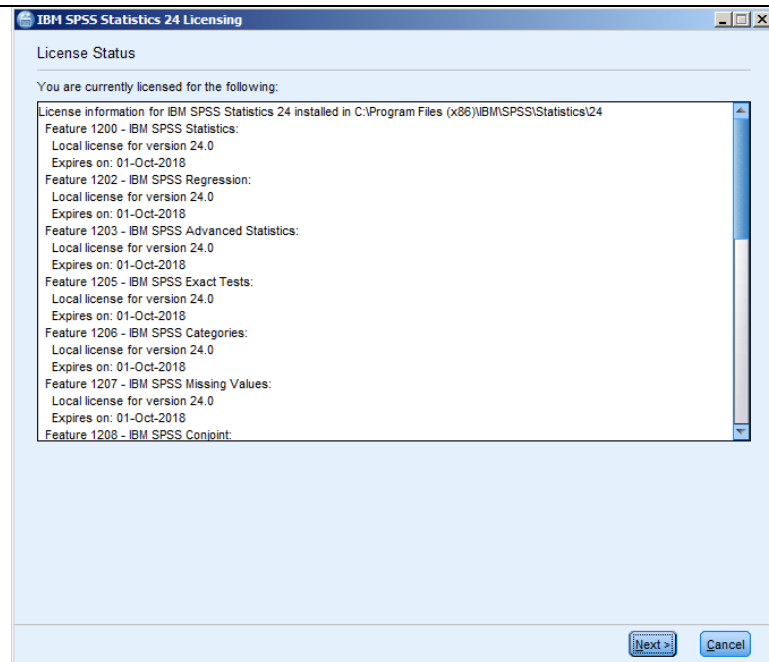 IBM SPSS Statistics 24 Licensing
License Status
You are currently licensed for the following:
License information for IBM SPSS Statistics 24 installed in C:\Program Files (x86)\IBM\SPSS\Statistics\24
Feature 1200 - IBM SPSS Statistics:
Local license for version 24.0
Expires on: 01-Oct-2018
Feature 1202 - IBM SPSS Regression:
Local license for version 24.0
Expires on: 01-Oct-2018
Feature 1203 - IBM SPSS Advanced Statistics:
Local license for version 24.0
Expires on: 01-Oct-2018
Feature 1205 - IBM SPSS Exact Tests:
Local license for version 24.0
Expires on: 01-Oct-2018
Feature 1206 - IBM SPSS Categories:
Local license for version 24.0
Expires on: 01-Oct-2018
Feature 1207 - IBM SPSS Missing Values:
Local license for version 24.0
Expires on: 01-Oct-2018
Feature 1208 - IBM SPSS Conjoint:
Next > Cancel